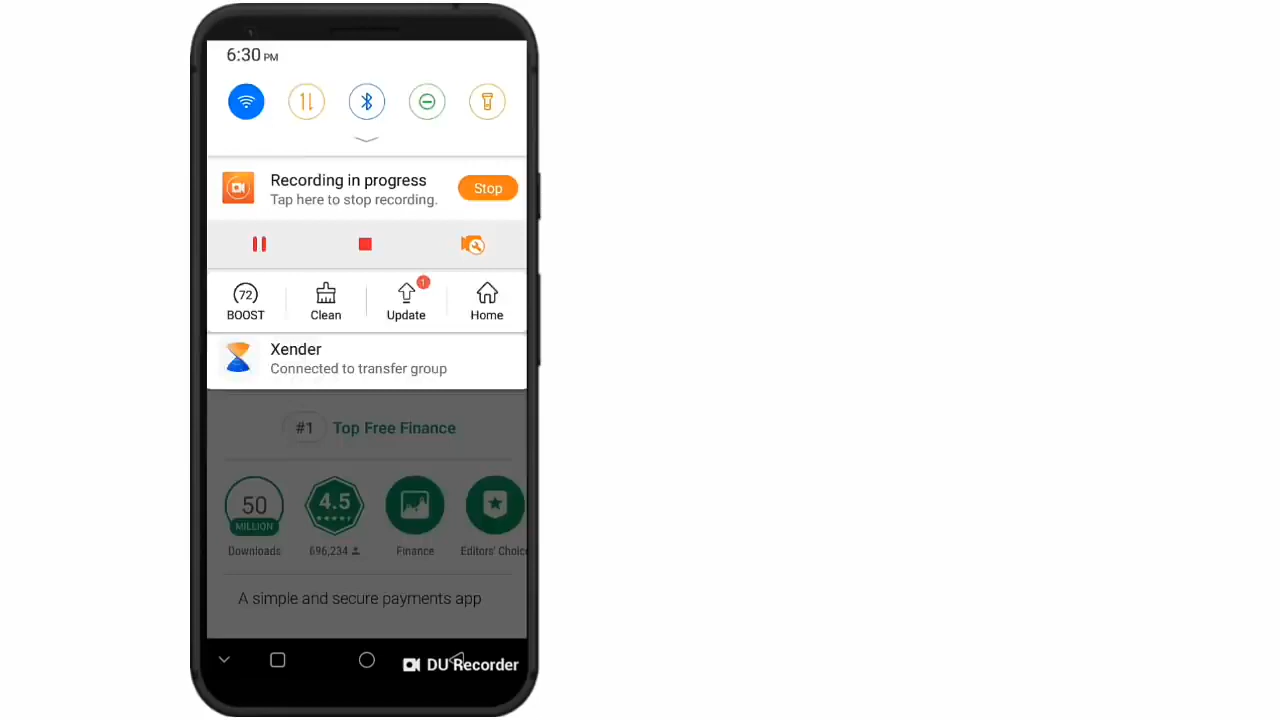 6:30 PM
Recording in progress
Tap here to stop recording.
Stop
72
1
BOOST
Clean
Update
Home
Xender
Connected to transfer group
#1
Top Free Finance
50
MILLION
4.5
Downloads
696,234
Finance
Editors' Choic
A simple and secure payments app
DU Recorder